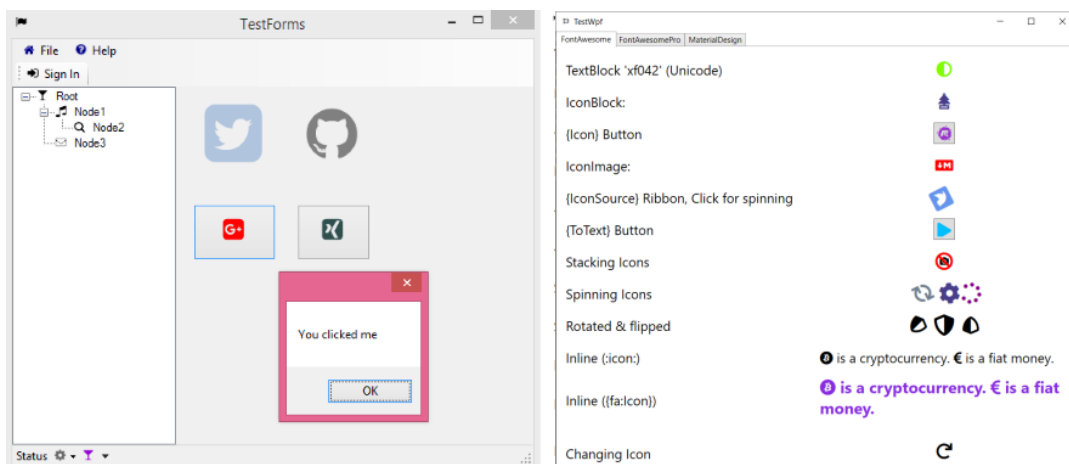 TestForms
File Help
Sign In
Root
Node1
Node2
Node3
G+
You clicked me
OK
Status
TestWpf
FontAwesome FontAwesomePro MaterialDesign
TextBlock 'xf042' (Unicode)
IconBlock:
{Icon} Button
IconImage:
{IconSource} Ribbon, Click for spinning
{ToText} Button
Stacking Icons
Spinning Icons
Rotated & flipped
Inline (:icon:)
is a cryptocurrency. € is a fiat money.
Inline ({fa:Icon})
is a cryptocurrency. € is a fiat
money.
Changing Icon